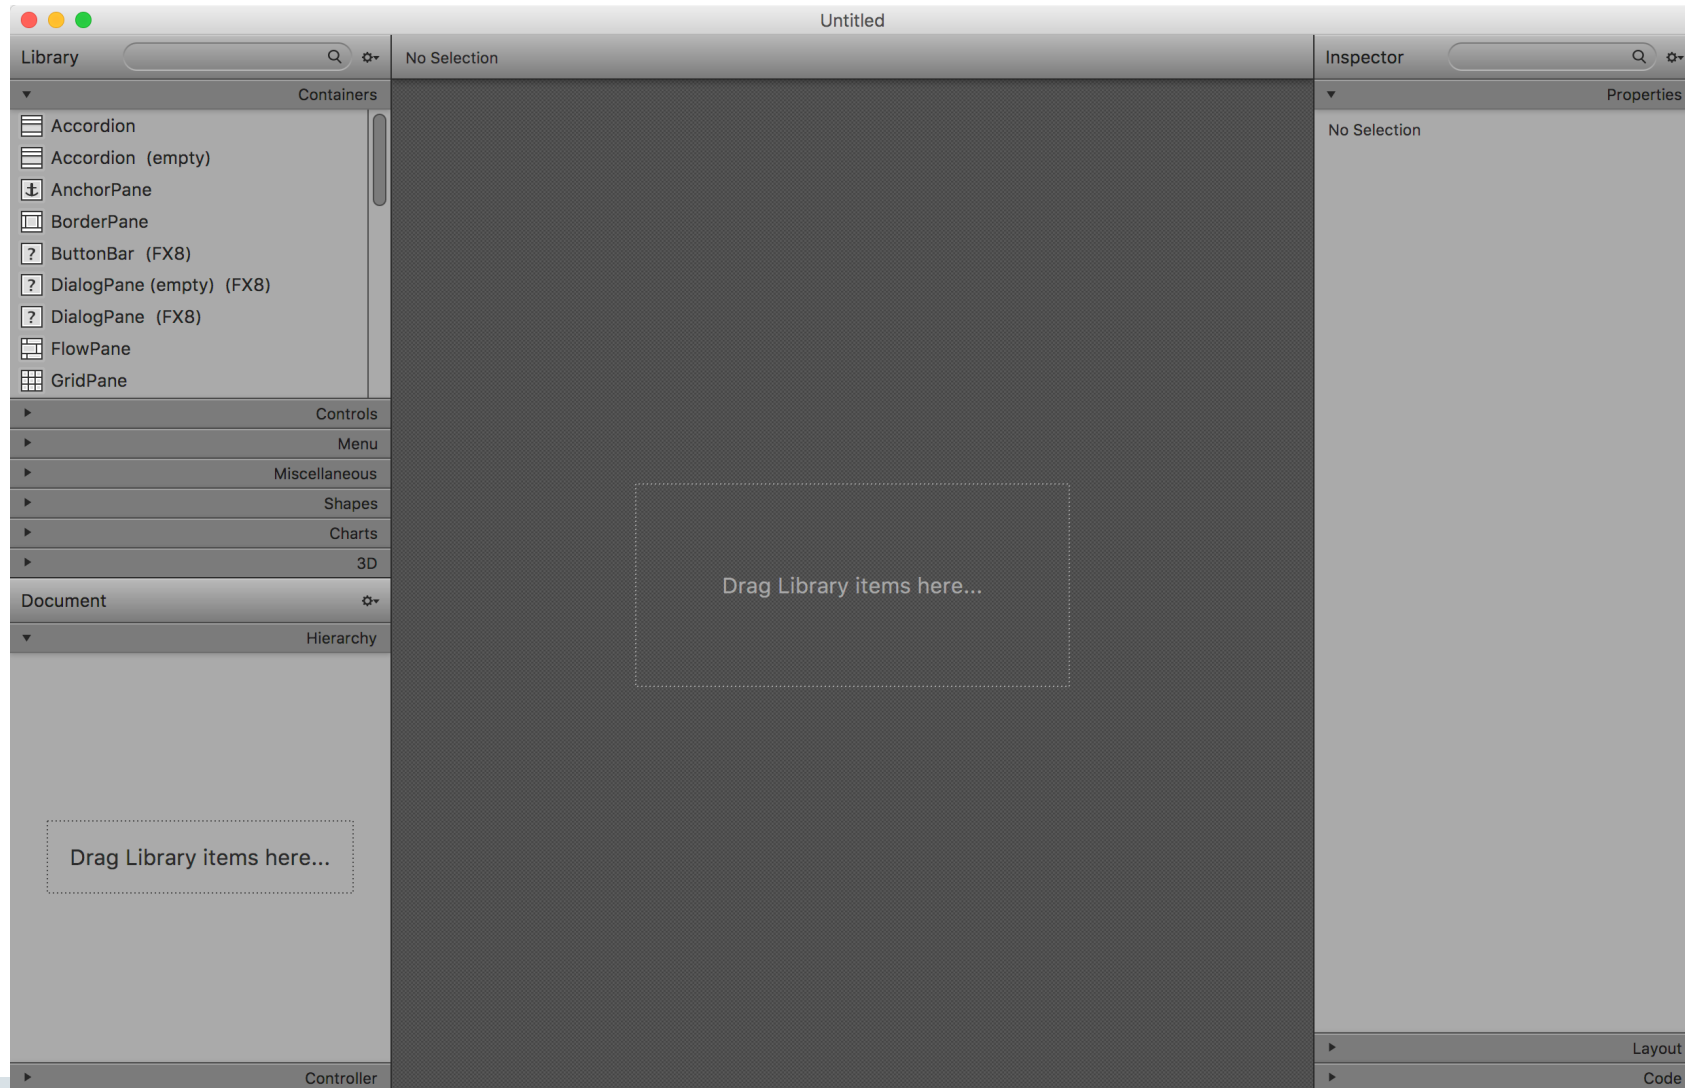 Untitled
Library
No Selection
Inspector
Containers
Accordion
Accordion (empty)
AnchorPane
BorderPane
? ButtonBar (FX8)
? DialogPane (empty) (FX8)
? DialogPane (FX8)
FlowPane
GridPane
Controls
Menu
Miscellaneous
Shapes
Charts
3D
Document
Hierarchy
Drag Library items here...
Controller
Drag Library items here...
Properties
No Selection
Layout
Code